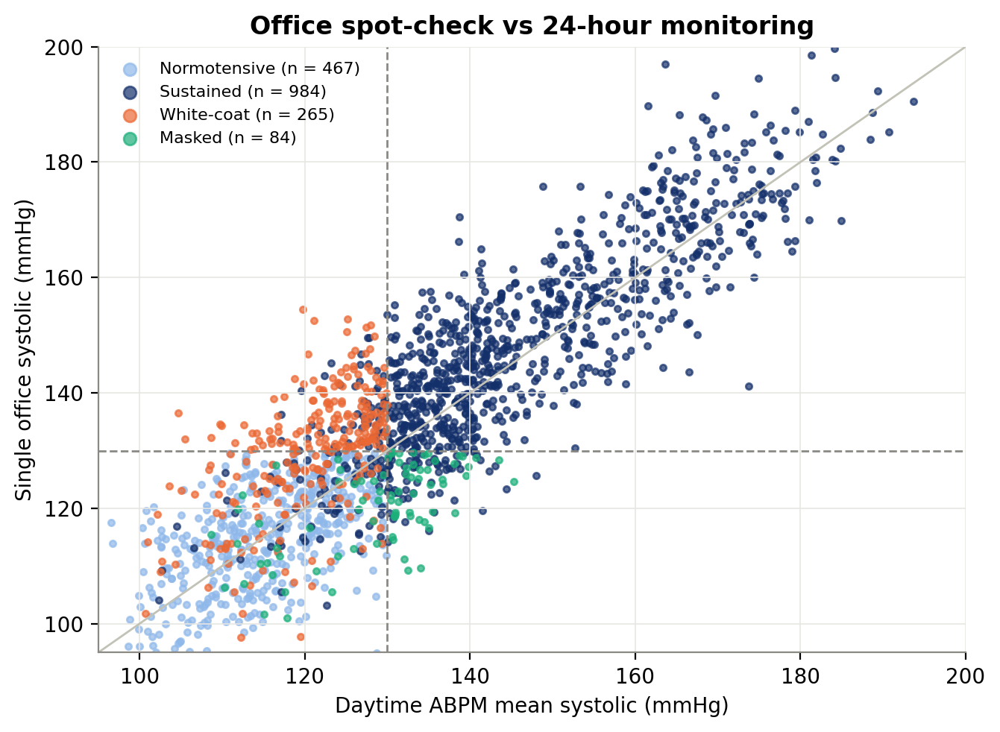 Office spot-check vs 24-hour monitoring
Normotensive (n = 467)
Sustained (n = 984)
White-coat (n = 265)
Masked (n = 84)
200
180
160
140
120
100
Single office systolic (mmHg)
100
120
140
160
180
200
Daytime ABPM mean systolic (mmHg)